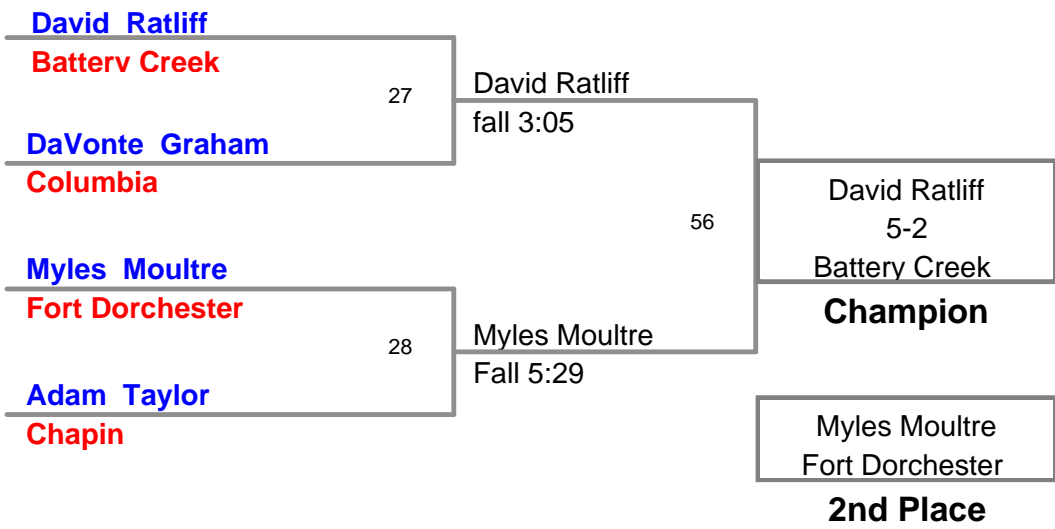 David Ratliff
Battery Creek
27
David Ratliff
fall 3:05
DaVonte Graham
Columbia
David Ratliff
5-2
Battery Creek
Champion
56
Myles Moultre
Fort Dorchester
28
Myles Moultre
Fall 5:29
Adam Taylor
Chapin
Myles Moultre
Fort Dorchester
2nd Place